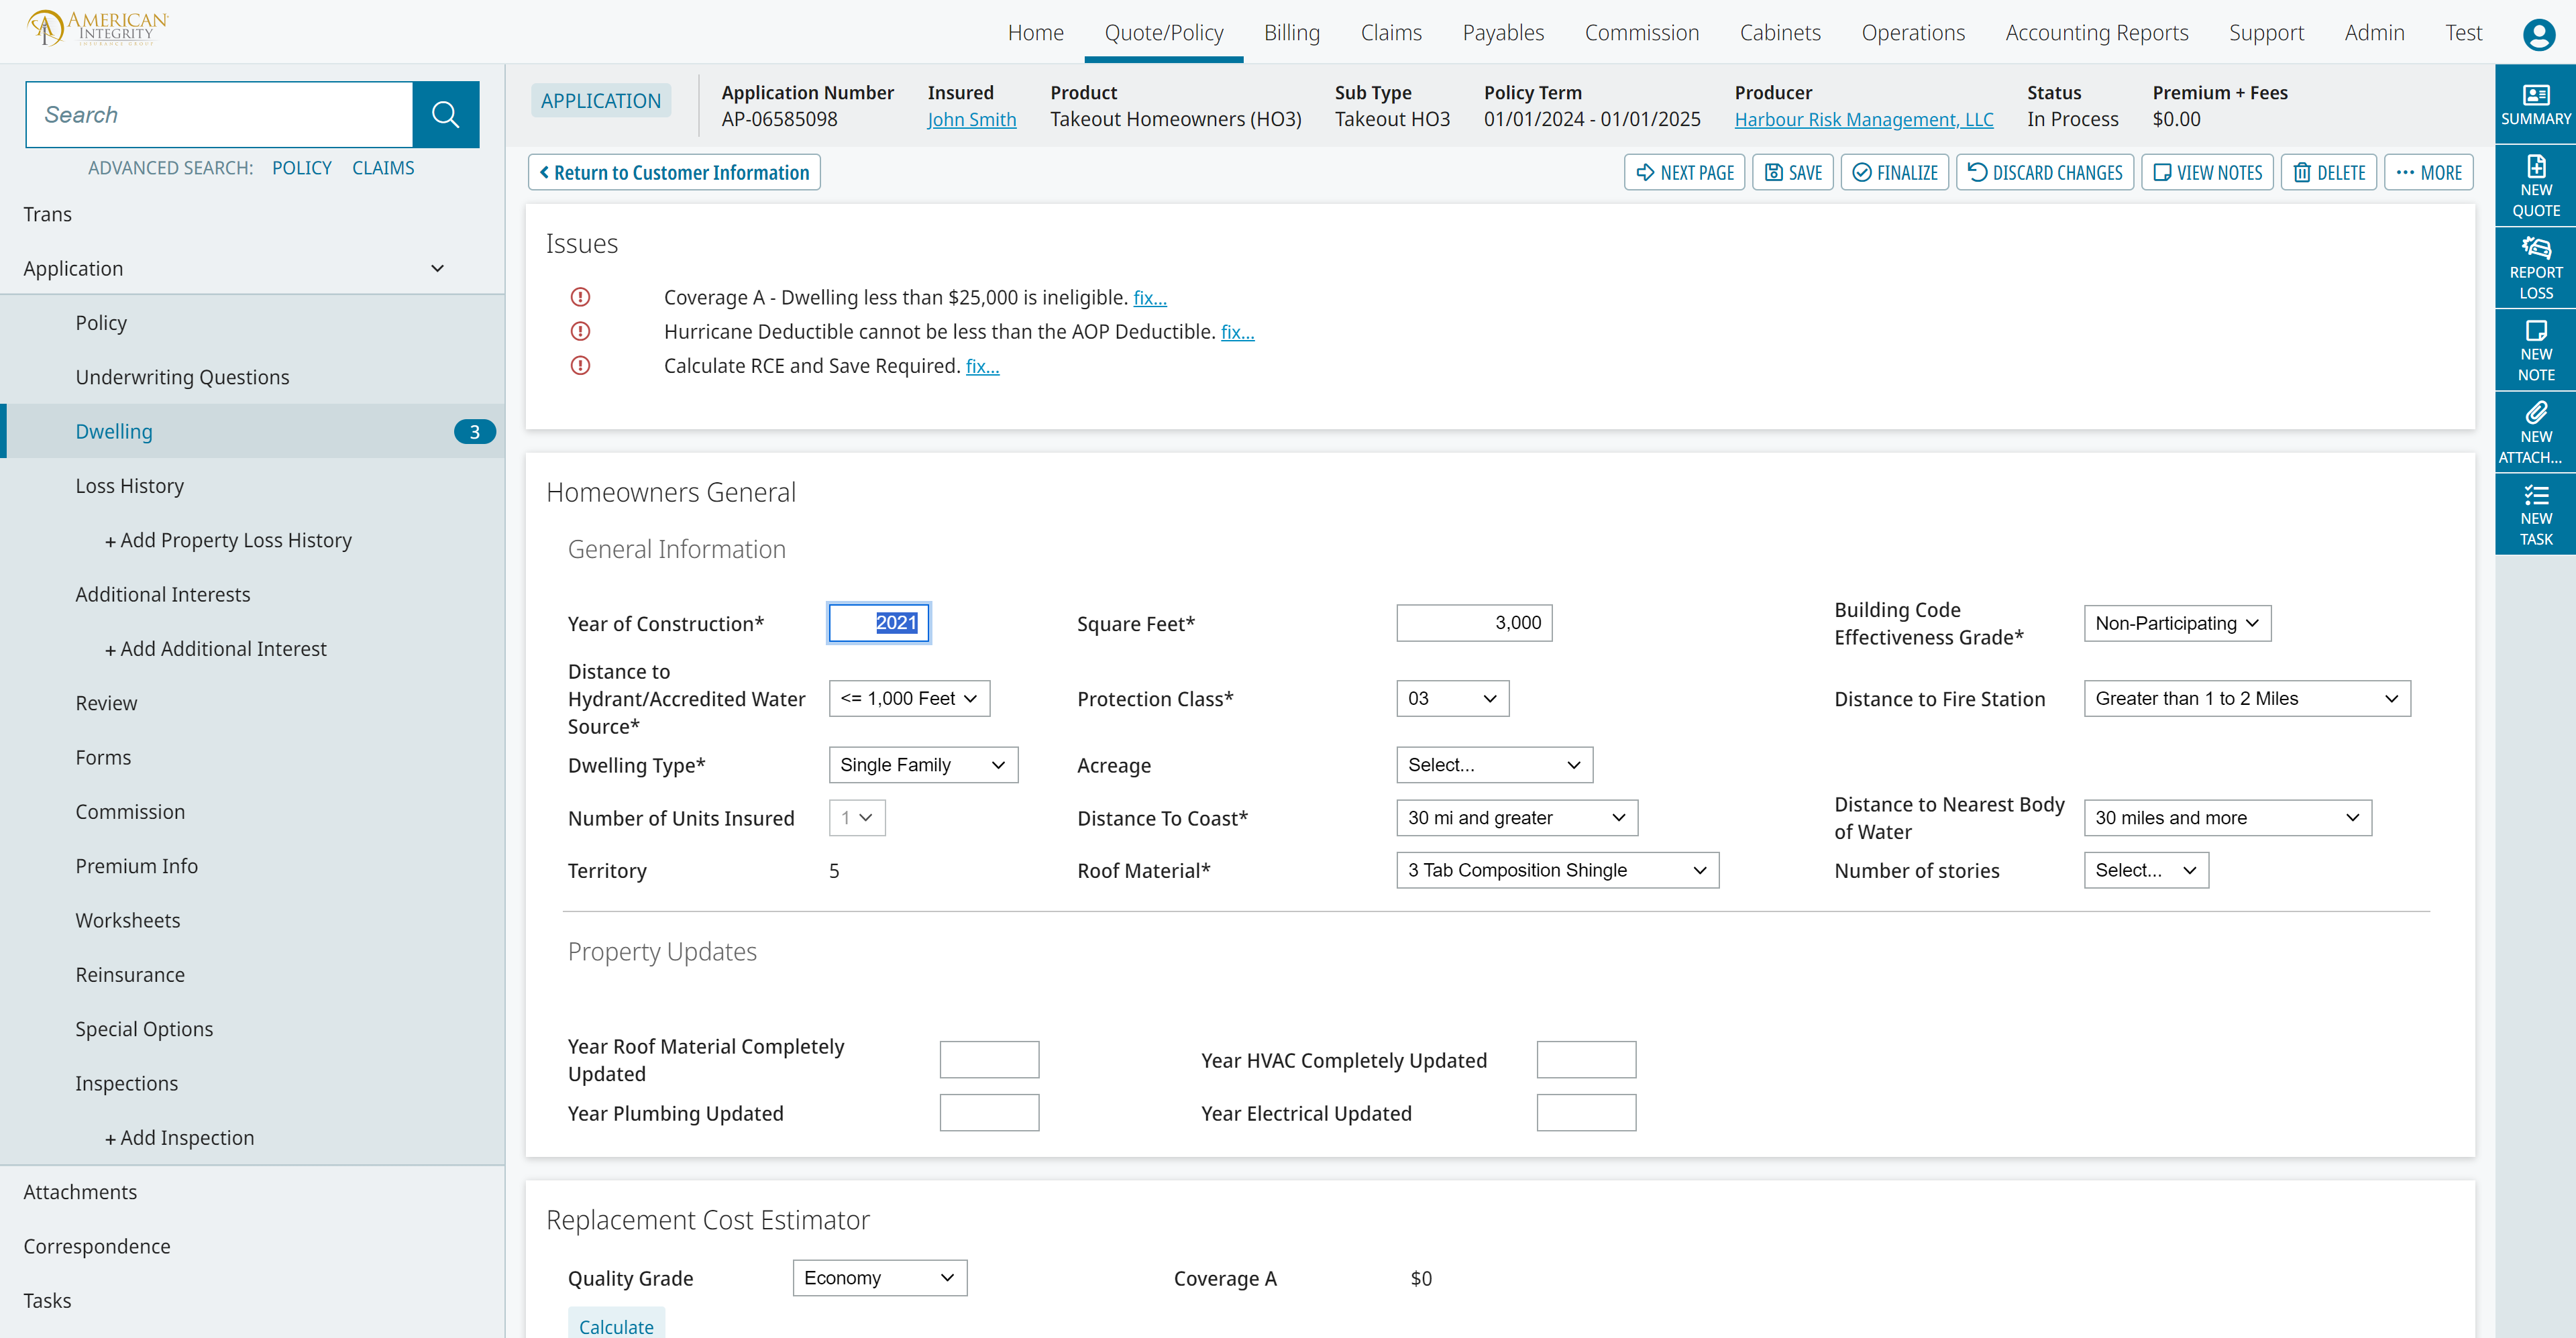 AMERICAN
INTEGRITY
INSURANCE GROUP
Home Quote/Policy Billing Claims Payables Commission Cabinets Operations Accounting Reports Support Admin Test
Search
ADVANCED SEARCH: POLICY CLAIMS
Trans
Application
Policy
Underwriting Questions
Dwelling 3
Loss History
+ Add Property Loss History
Additional Interests
+ Add Additional Interest
Review
Forms
Commission
Premium Info
Worksheets
Reinsurance
Special Options
Inspections
+ Add Inspection
Attachments
Correspondence
Tasks
APPLICATION
Application Number Insured Product Sub Type Policy Term Producer Status Premium + Fees
AP-06585098 John Smith Takeout Homeowners (HO3) Takeout HO3 01/01/2024 - 01/01/2025 Harbour Risk Management, LLC In Process $0.00
Return to Customer Information
NEXT PAGE SAVE FINALIZE DISCARD CHANGES VIEW NOTES DELETE MORE
Issues
Coverage A - Dwelling less than $25,000 is ineligible. fix...
Hurricane Deductible cannot be less than the AOP Deductible. fix...
Calculate RCE and Save Required. fix...
Homeowners General
General Information
Year of Construction* 2021 Square Feet* 3,000 Building Code
Effectiveness Grade* Non-Participating
Distance to
Hydrant/Accredited Water
Source* <= 1,000 Feet Protection Class* 03 Distance to Fire Station Greater than 1 to 2 Miles
Dwelling Type* Single Family Acreage Select...
Number of Units Insured 1 Distance To Coast* 30 mi and greater Distance to Nearest Body
of Water 30 miles and more
Territory 5 Roof Material* 3 Tab Composition Shingle Number of stories Select...
Property Updates
Year Roof Material Completely
Updated Year HVAC Completely Updated
Year Plumbing Updated Year Electrical Updated
Replacement Cost Estimator
Quality Grade Economy Coverage A $0
Calculate
SUMMARY
NEW
QUOTE
REPORT
LOSS
NEW
NOTE
NEW
ATTACH...
NEW
TASK